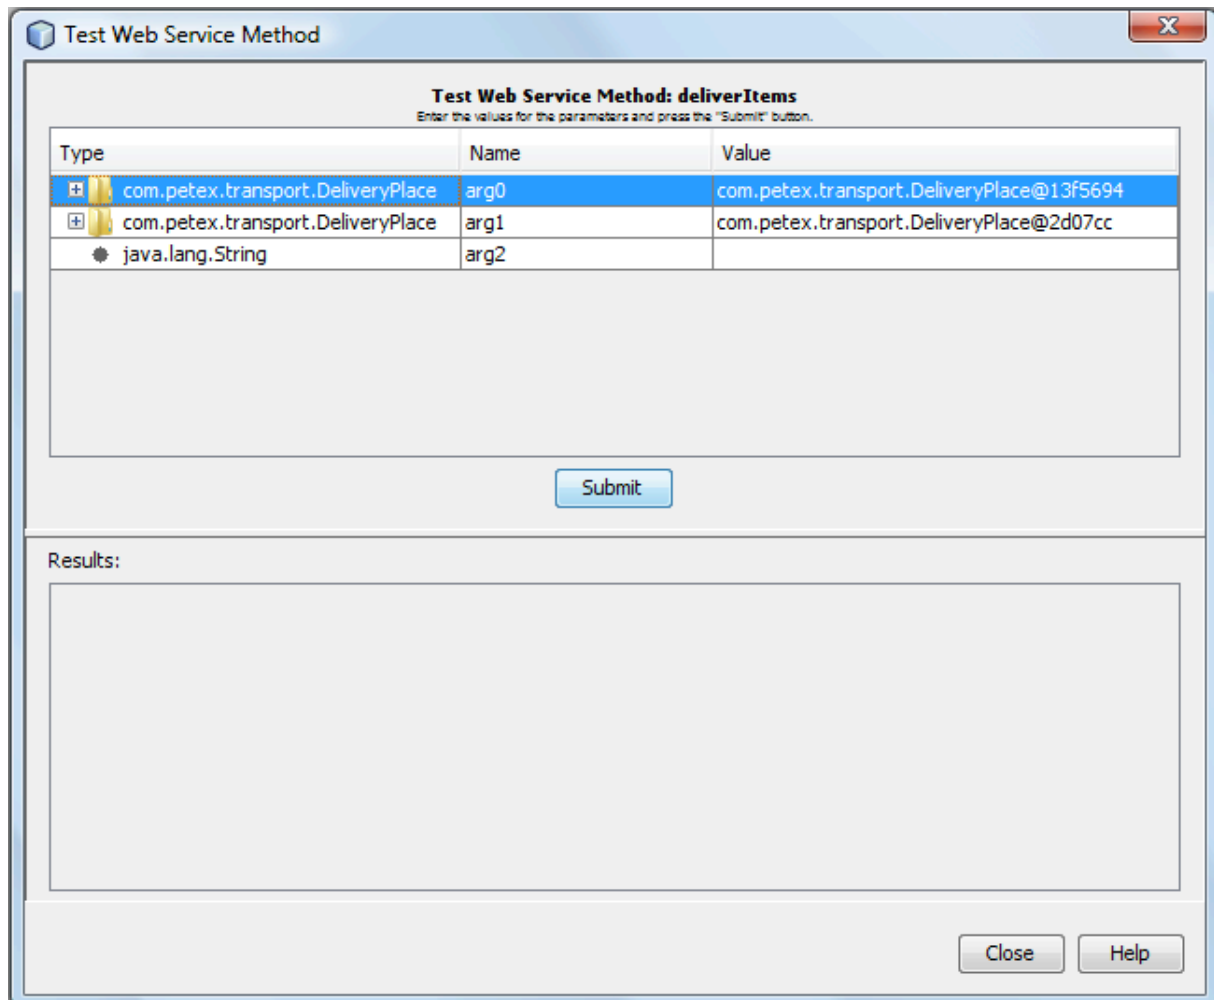 Test Web Service Method
Test Web Service Method: deliverItems
Enter the values for the parameters and press the "Submit" button.
Type Name Value
com.petex.transport.DeliveryPlace arg0 com.petex.transport.DeliveryPlace@13f5694
com.petex.transport.DeliveryPlace arg1 com.petex.transport.DeliveryPlace@2d07cc
java.lang.String arg2
Submit
Results:
Close Help